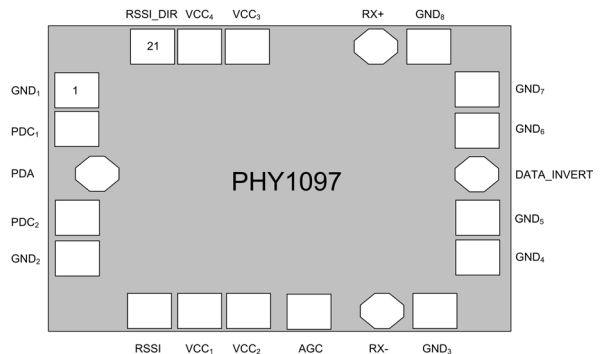 RSSI_DIR VCC₄ VCC₃ RX+ GND₈
21
GND₁ 1 GND₇
PDC₁ GND₆
PDA PHY1097 DATA_INVERT
PDC₂ GND₅
GND₂ GND₄
RSSI VCC₁ VCC₂ AGC RX- GND₃